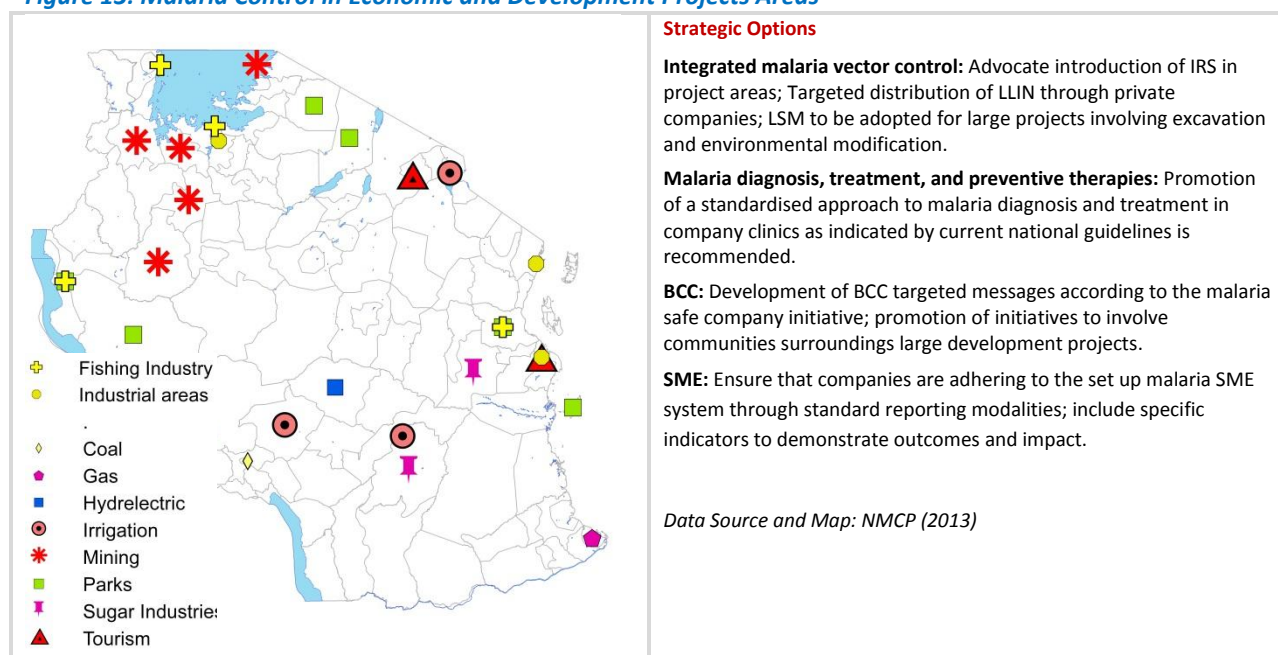 Figure 13. Malaria Control in Economic and Development Projects Areas
Strategic Options
Integrated malaria vector control: Advocate introduction of IRS in
project areas; Targeted distribution of LLIN through private
companies; LSM to be adopted for large projects involving excavation
and environmental modification.
Malaria diagnosis, treatment, and preventive therapies: Promotion
of a standardised approach to malaria diagnosis and treatment in
company clinics as indicated by current national guidelines is
recommended.
BCC: Development of BCC targeted messages according to the malaria
safe company initiative; promotion of initiatives to involve
communities surroundings large development projects.
SME: Ensure that companies are adhering to the set up malaria SME
system through standard reporting modalities; include specific
indicators to demonstrate outcomes and impact.
Data Source and Map: NMCP (2013)
Fishing Industry
Industrial areas
.
Coal
Gas
Hydrelectric
Irrigation
Mining
Parks
Sugar Industries
Tourism